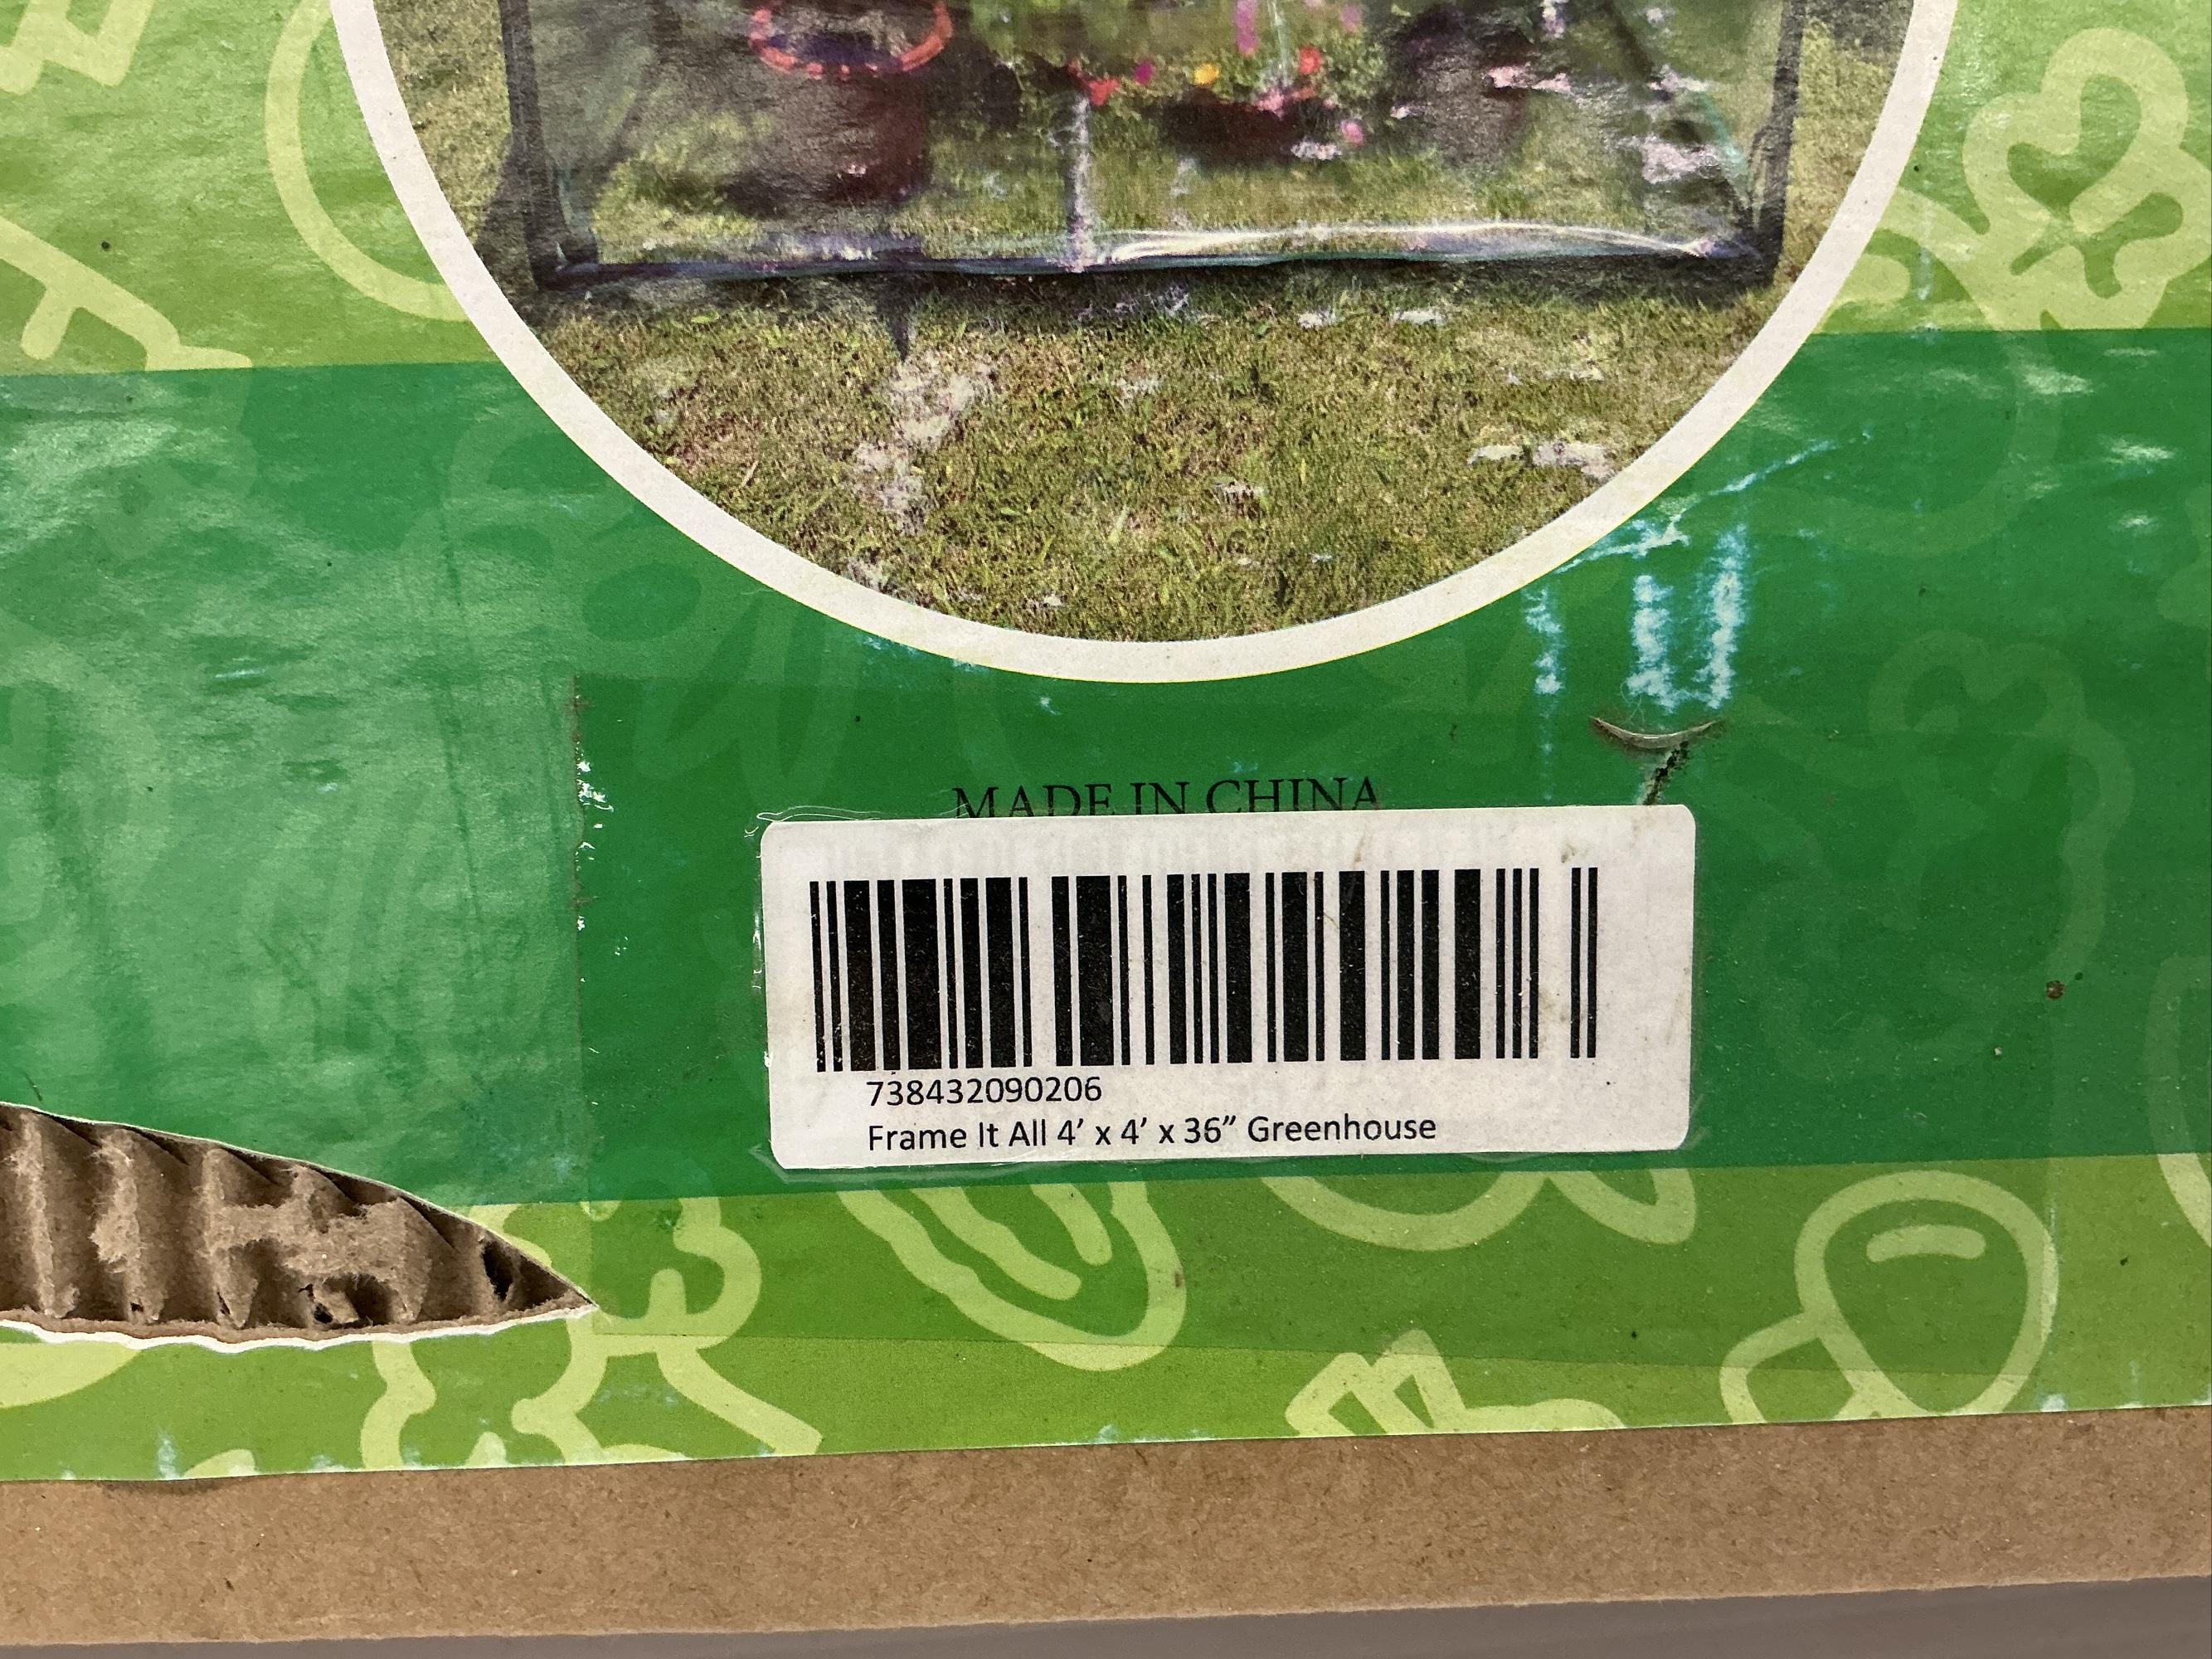 MADE IN CHINA
738432090206
Frame It All 4’ x 4’ x 36” Greenhouse